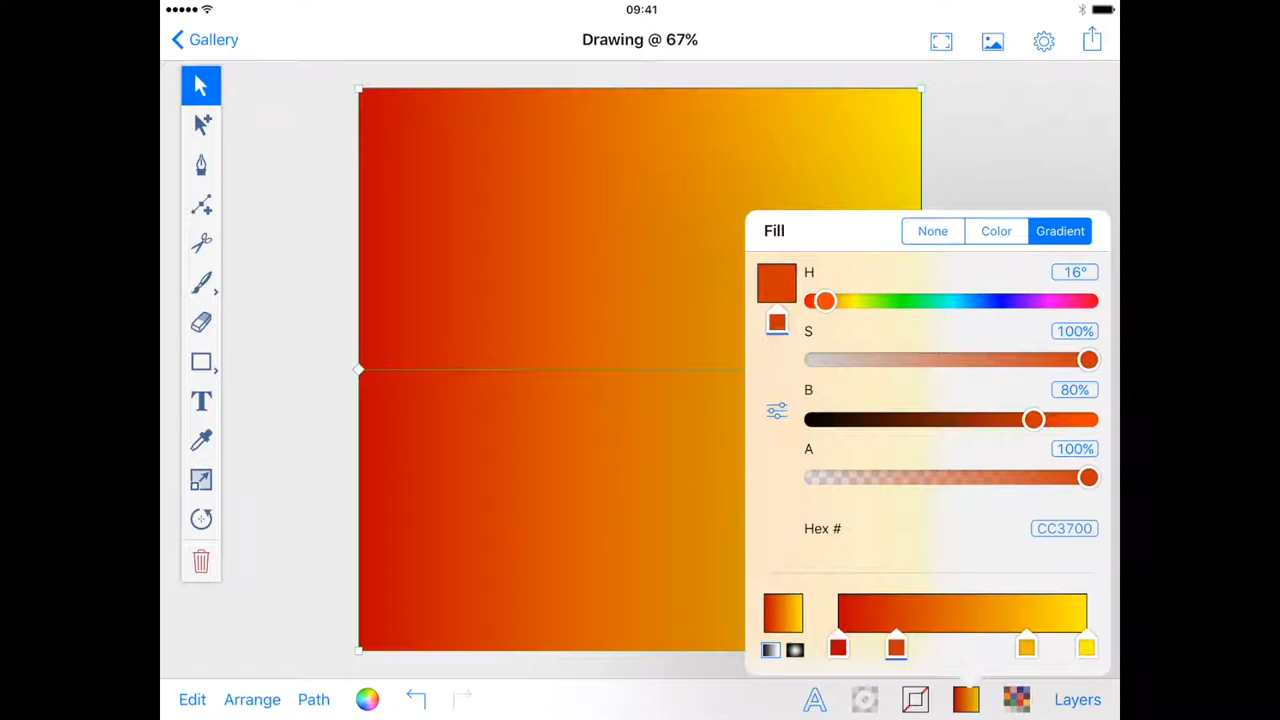 09:41
Gallery
Drawing @ 67%
Fill
None
Color
Gradient
H
16°
S
100%
B
80%
A
100%
Hex #
CC3700
T
Edit
Arrange
Path
A
Layers